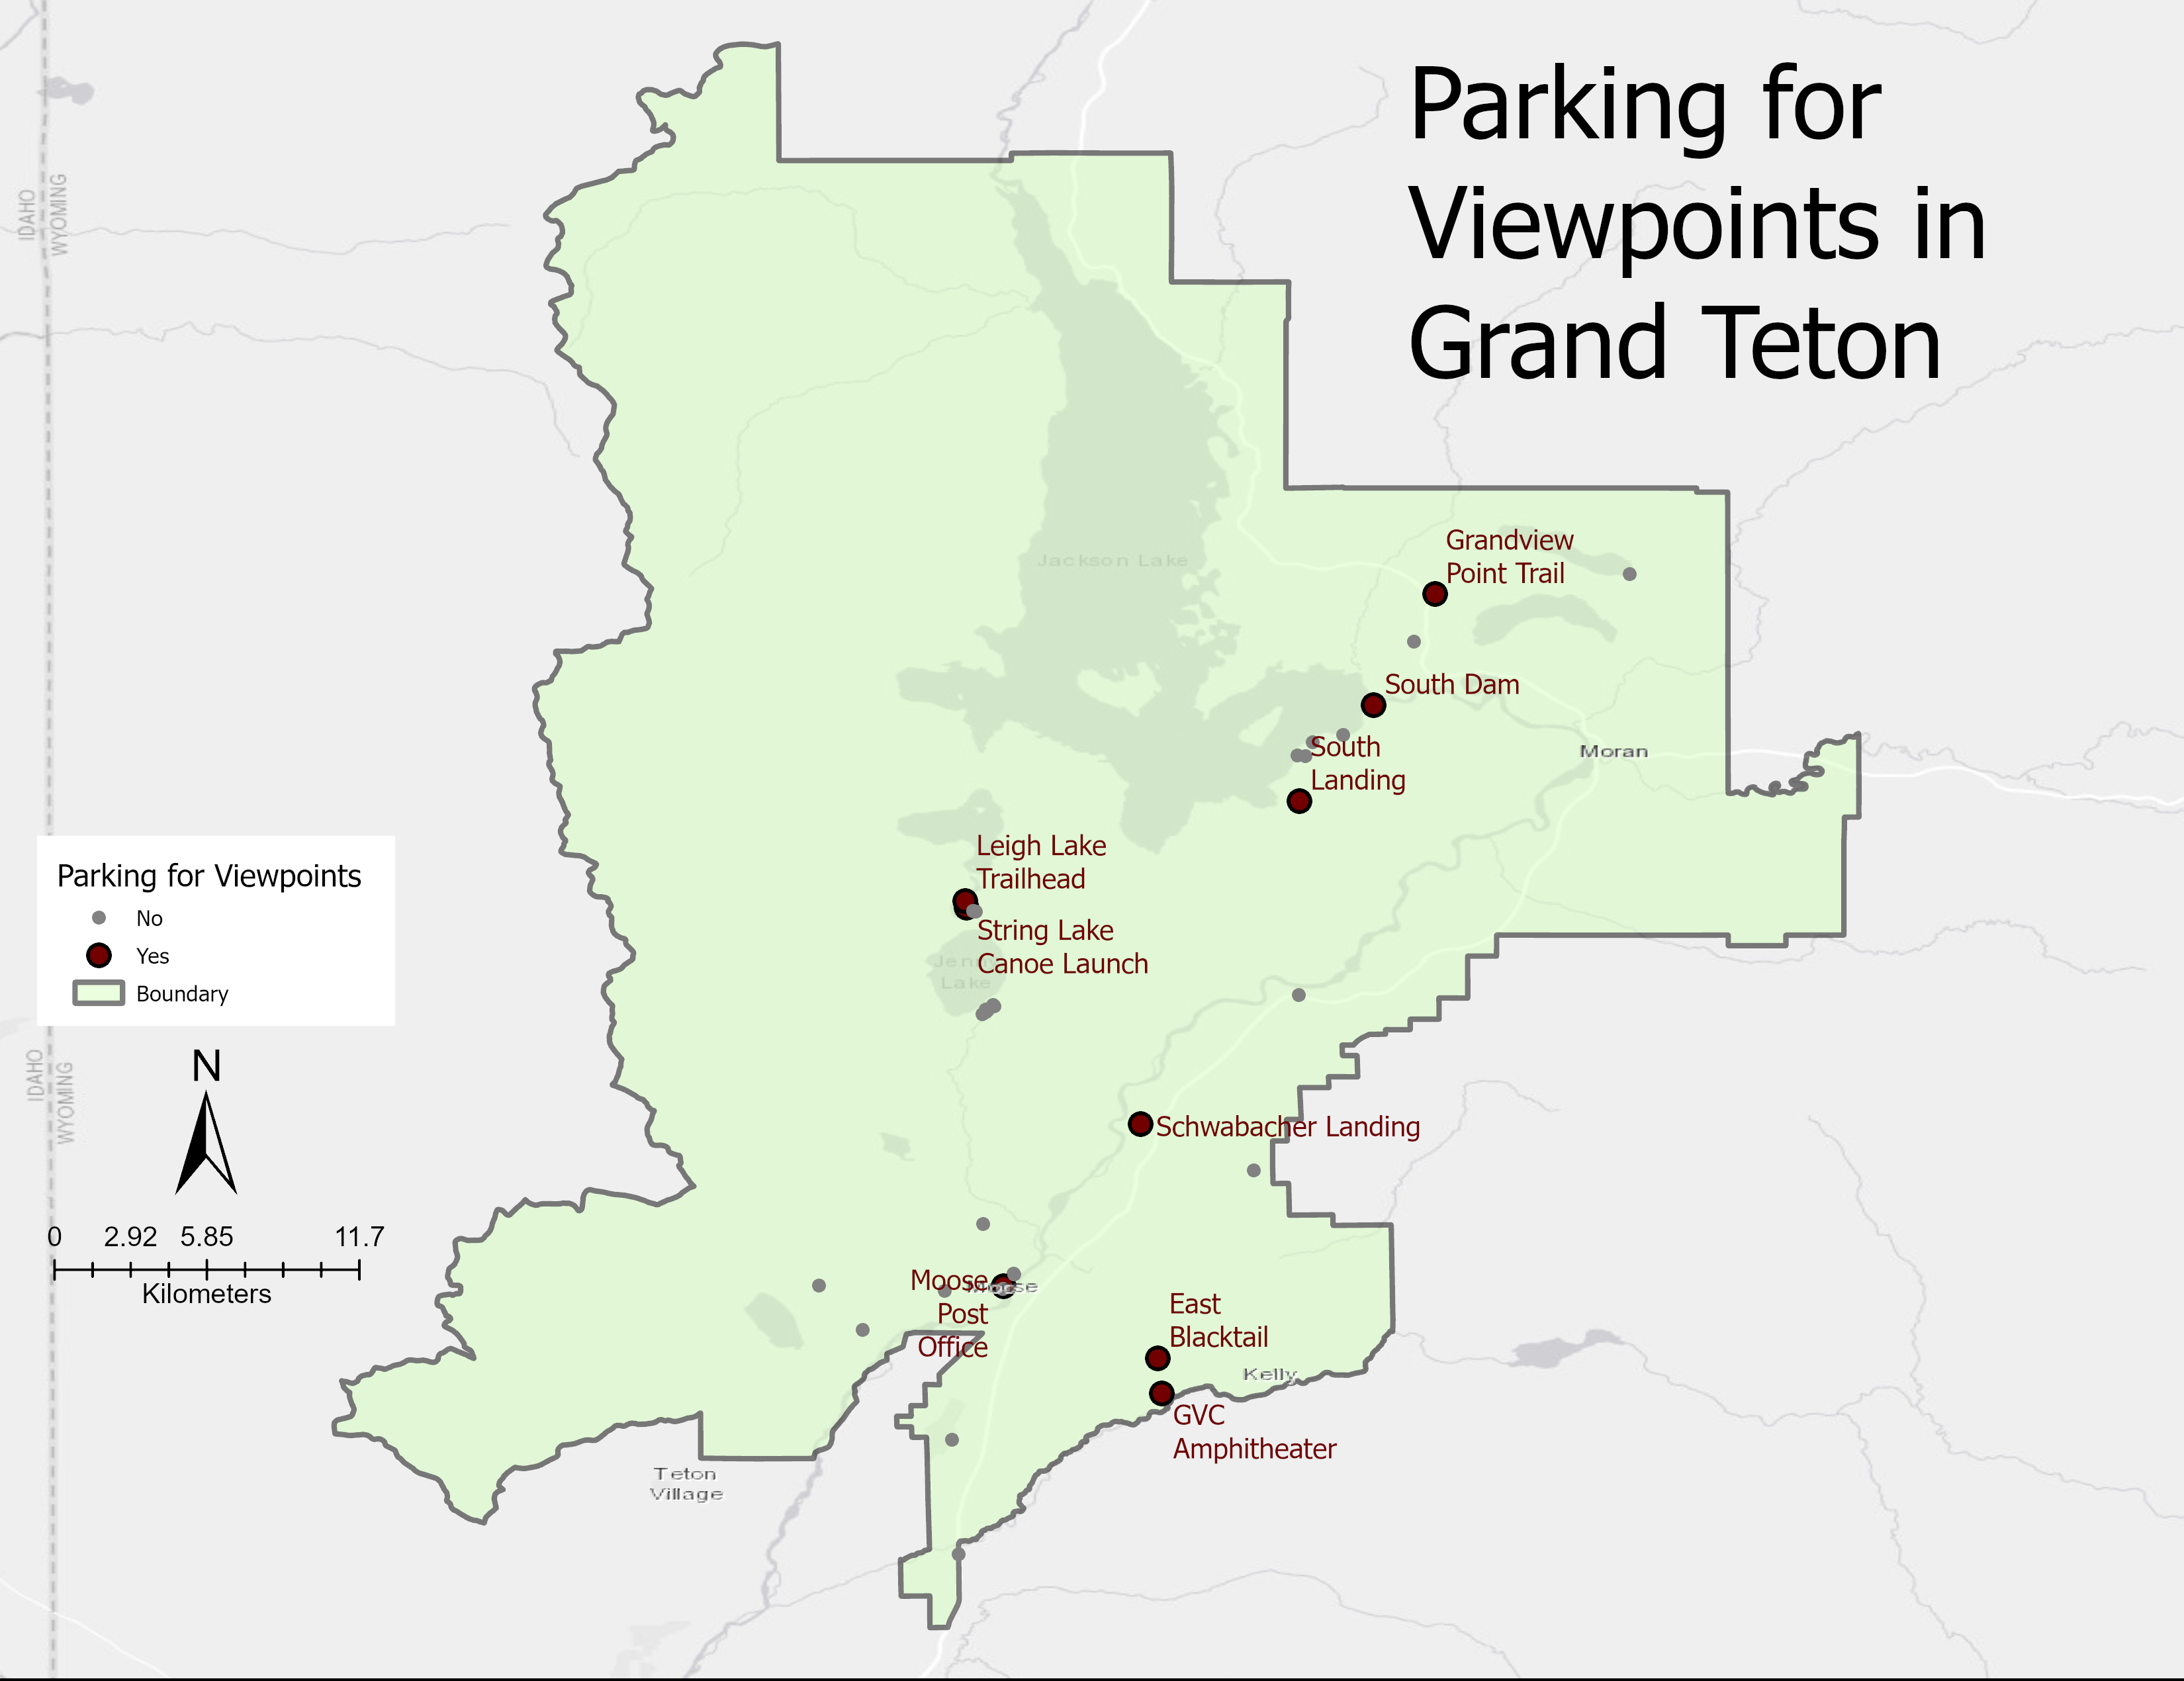 Parking for
Viewpoints in
Grand Teton
IDAHO
WYOMING
Jackson Lake
Grandview
Point Trail
South Dam
South
Landing
Moran
Leigh Lake
Trailhead
String Lake
Canoe Launch
Jenny
Lake
Parking for Viewpoints
No
Yes
Boundary
N
IDAHO
WYOMING
0 2.92 5.85 11.7
Kilometers
Schwabacher Landing
Moose
Post
Office
Moose
East
Blacktail
Kelly
GVC
Amphitheater
Teton
Village